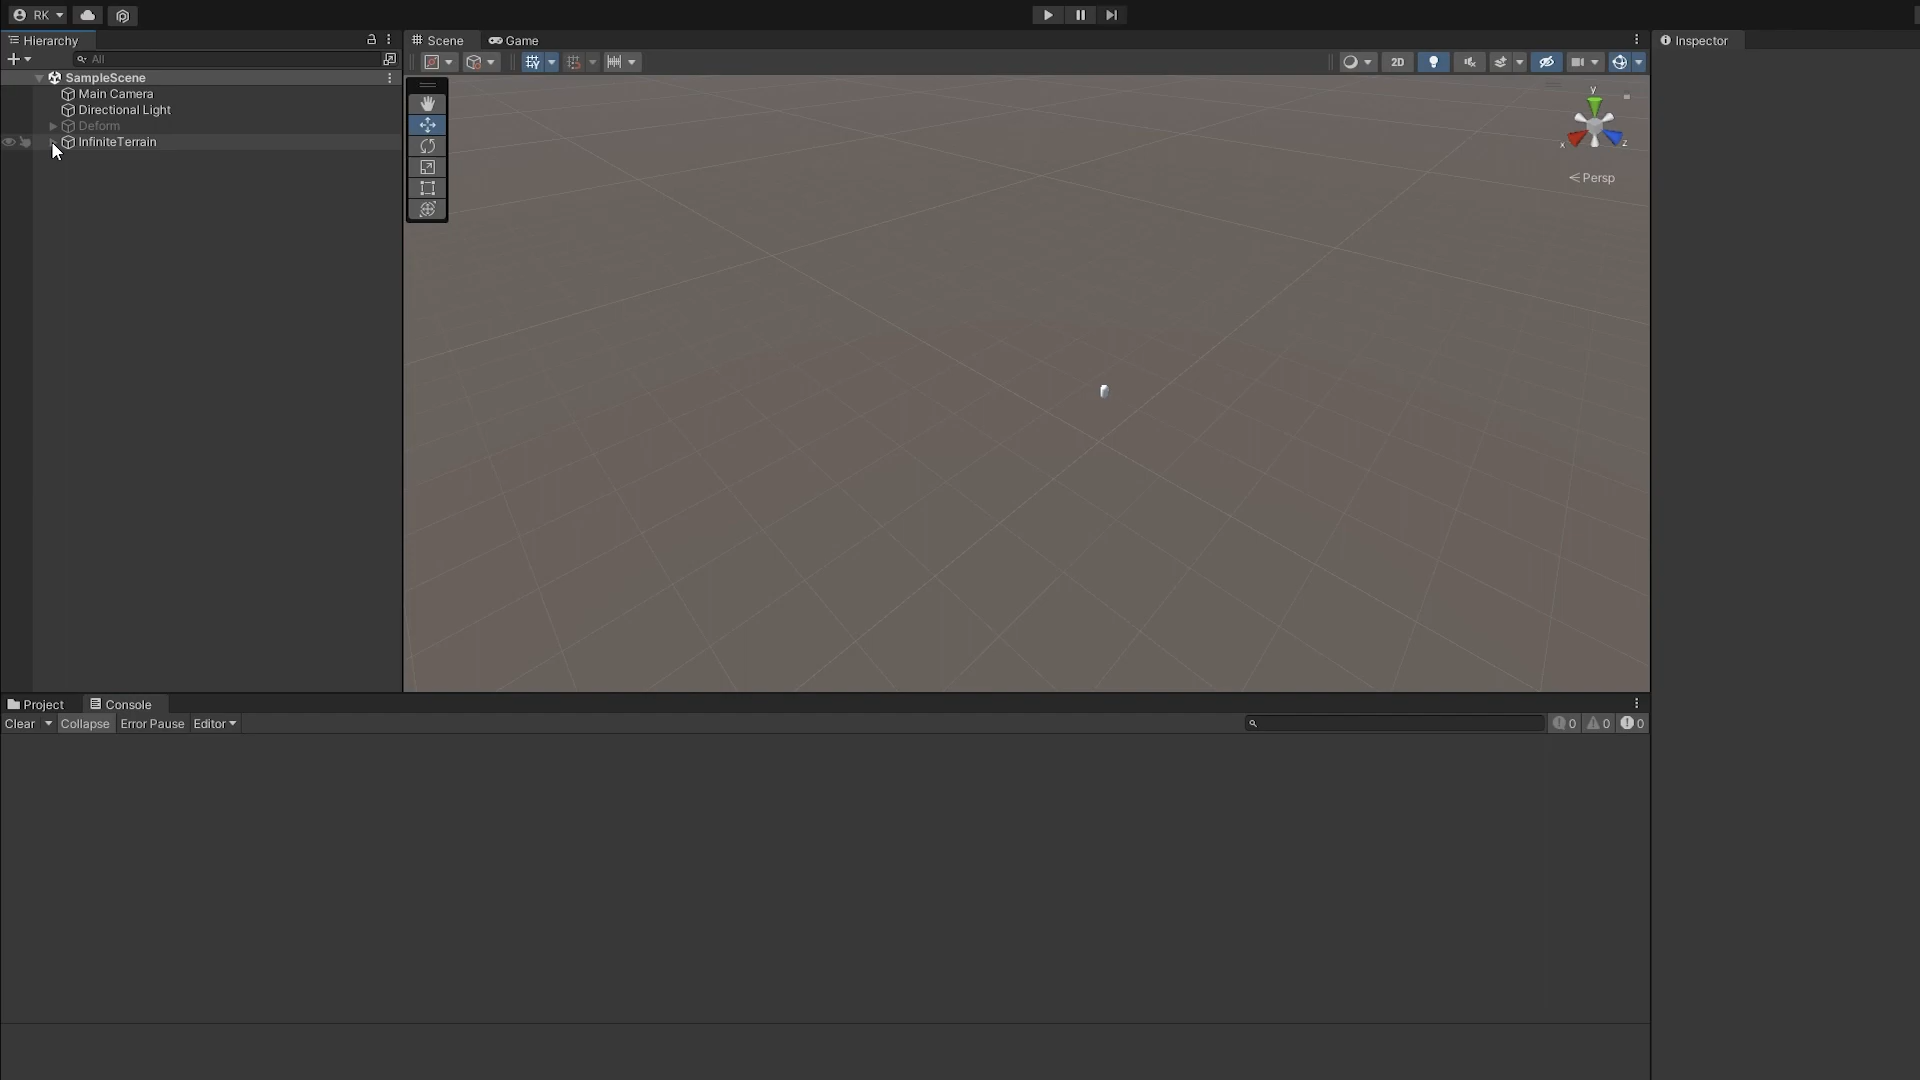 RK
Hierarchy
Scene
Game
Inspector
All
2D
SampleScene
Main Camera
Directional Light
Deform
InfiniteTerrain
y
x
z
Persp
Project
Console
Clear
Collapse
Error Pause
Editor
0
0
0